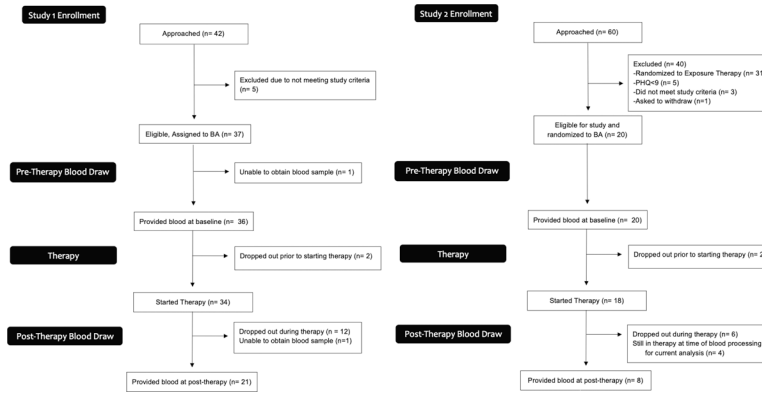 Study 1 Enrollment
Approached (n= 42)
Excluded due to not meeting study criteria
(n= 5)
Eligible, Assigned to BA (n= 37)
Pre-Therapy Blood Draw
Unable to obtain blood sample (n= 1)
Provided blood at baseline (n= 36)
Therapy
Dropped out prior to starting therapy (n= 2)
Started Therapy (n= 34)
Post-Therapy Blood Draw
Dropped out during therapy (n = 12)
Unable to obtain blood sample (n=1)
Provided blood at post-therapy (n= 21)
Study 2 Enrollment
Approached (n= 60)
Excluded (n= 40)
-Randomized to Exposure Therapy (n= 31
-PHQ<9 (n= 5)
-Did not meet study criteria (n= 3)
-Asked to withdraw (n=1)
Eligible for study and
randomized to BA (n= 20)
Pre-Therapy Blood Draw
Provided blood at baseline (n= 20)
Therapy
Dropped out prior to starting therapy (n= 2
Started Therapy (n= 18)
Post-Therapy Blood Draw
Dropped out during therapy (n= 6)
Still in therapy at time of blood processing
for current analysis (n= 4)
Provided blood at post-therapy (n= 8)